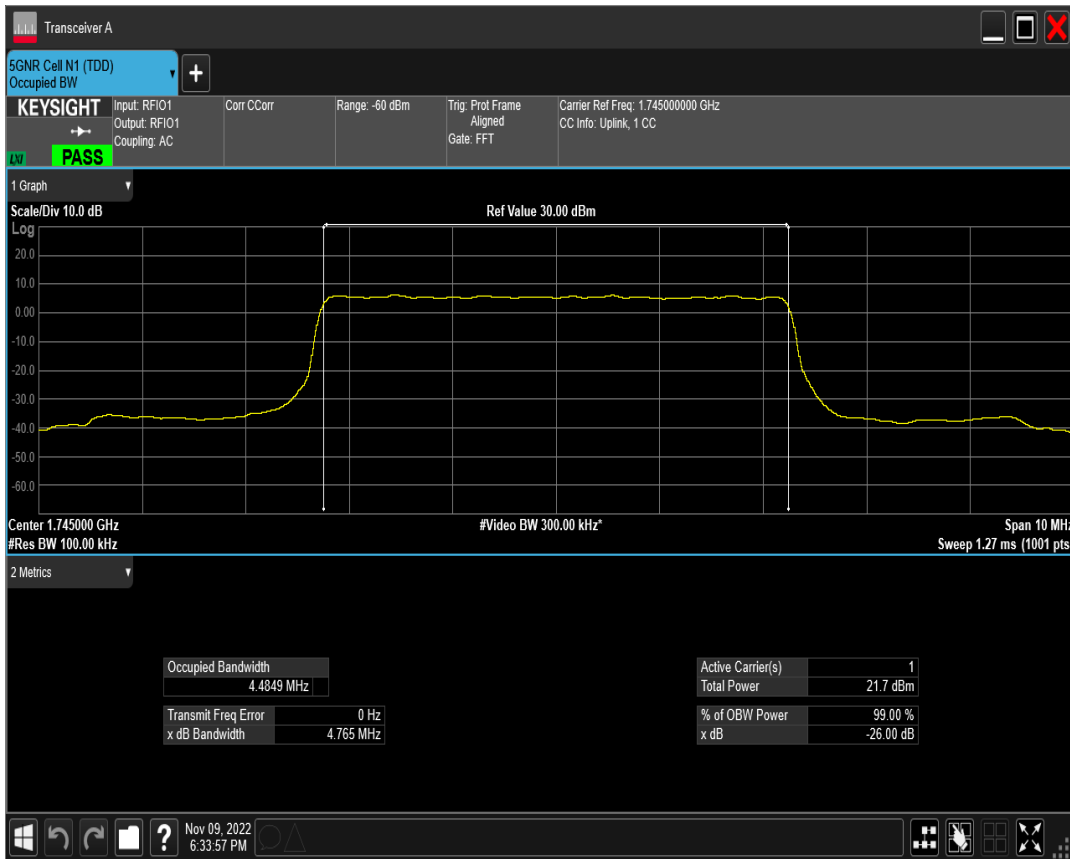 Transceiver A
5GNR Cell N1 (TDD)
Occupied BW
+
KEYSIGHT
LXI
PASS
Input: RFIO1
Output: RFIO1
Coupling: AC
Corr CCorr
Range: -60 dBm
Trig: Prot Frame
Aligned
Gate: FFT
Carrier Ref Freq: 1.745000000 GHz
CC Info: Uplink, 1 CC
1 Graph
Scale/Div 10.0 dB
Ref Value 30.00 dBm
Log
20.0
10.0
0.00
-10.0
-20.0
-30.0
-40.0
-50.0
-60.0
Center 1.745000 GHz
#Video BW 300.00 kHz*
Span 10 MHz
#Res BW 100.00 kHz
Sweep 1.27 ms (1001 pts
2 Metrics
Occupied Bandwidth
4.4849 MHz
Transmit Freq Error 0 Hz
x dB Bandwidth 4.765 MHz
Active Carrier(s) 1
Total Power 21.7 dBm
% of OBW Power 99.00 %
x dB -26.00 dB
?
Nov 09, 2022
6:33:57 PM